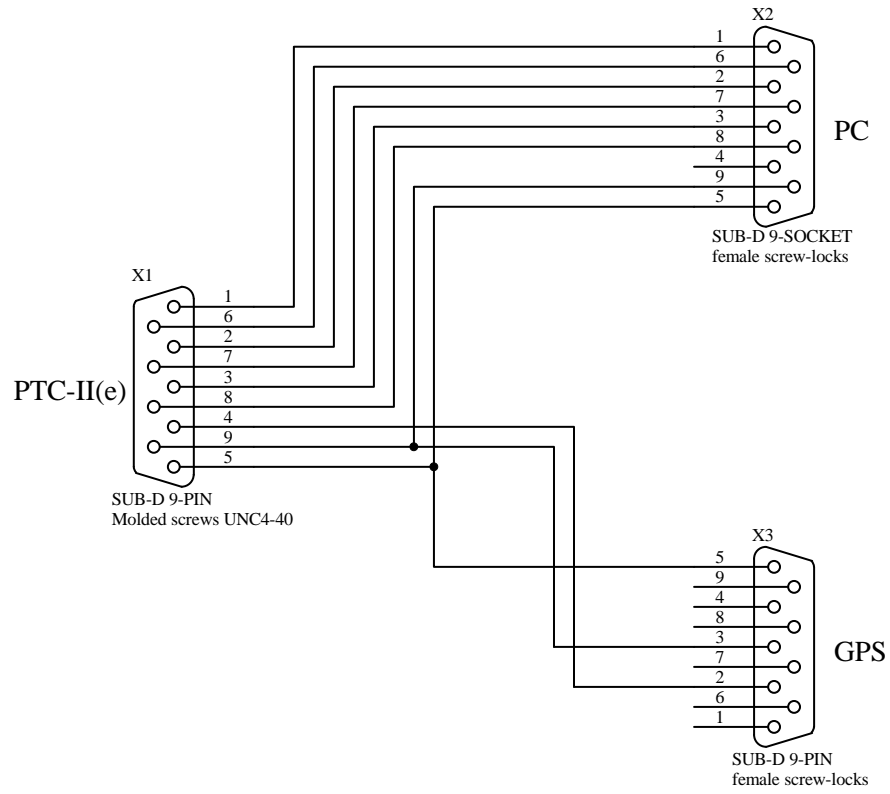 X2
1
6
2
7
3
8
4
9
5
PC
SUB-D 9-SOCKET
female screw-locks
X1
1
6
2
7
3
8
4
9
5
PTC-II(e)
SUB-D 9-PIN
Molded screws UNC4-40
X3
5
9
4
8
3
7
2
6
1
GPS
SUB-D 9-PIN
female screw-locks